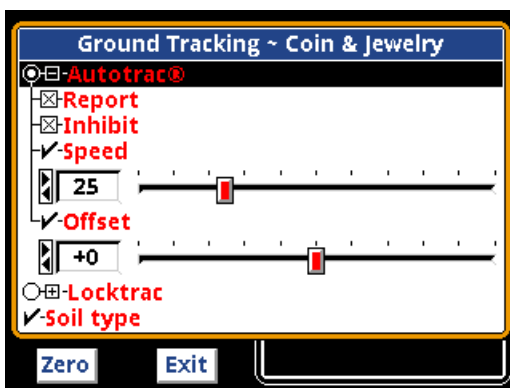 Ground Tracking ~ Coin & Jewelry
Autotrac®
Report
Inhibit
Speed
25
Offset
+0
Locktrac
Soil type
Zero Exit